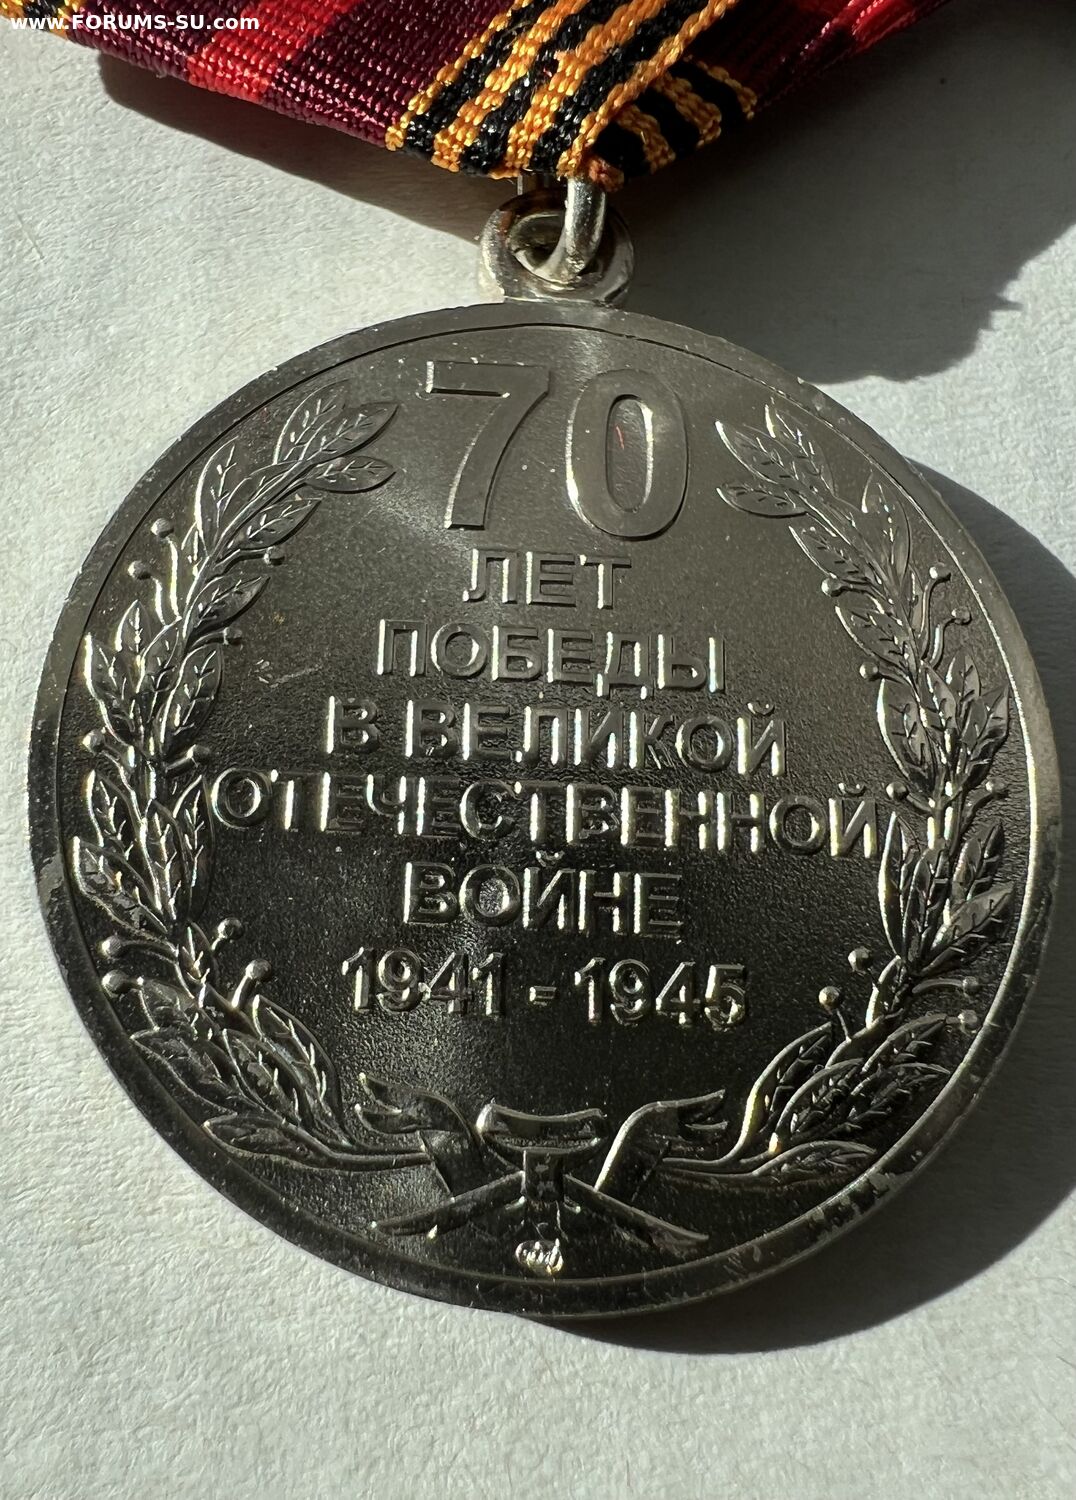 www.FORUMS-SU.com
70
ЛЕТ
ПОБЕДЫ
В ВЕЛИКОЙ
ОТЕЧЕСТВЕННОЙ
ВОЙНЕ
1941-1945